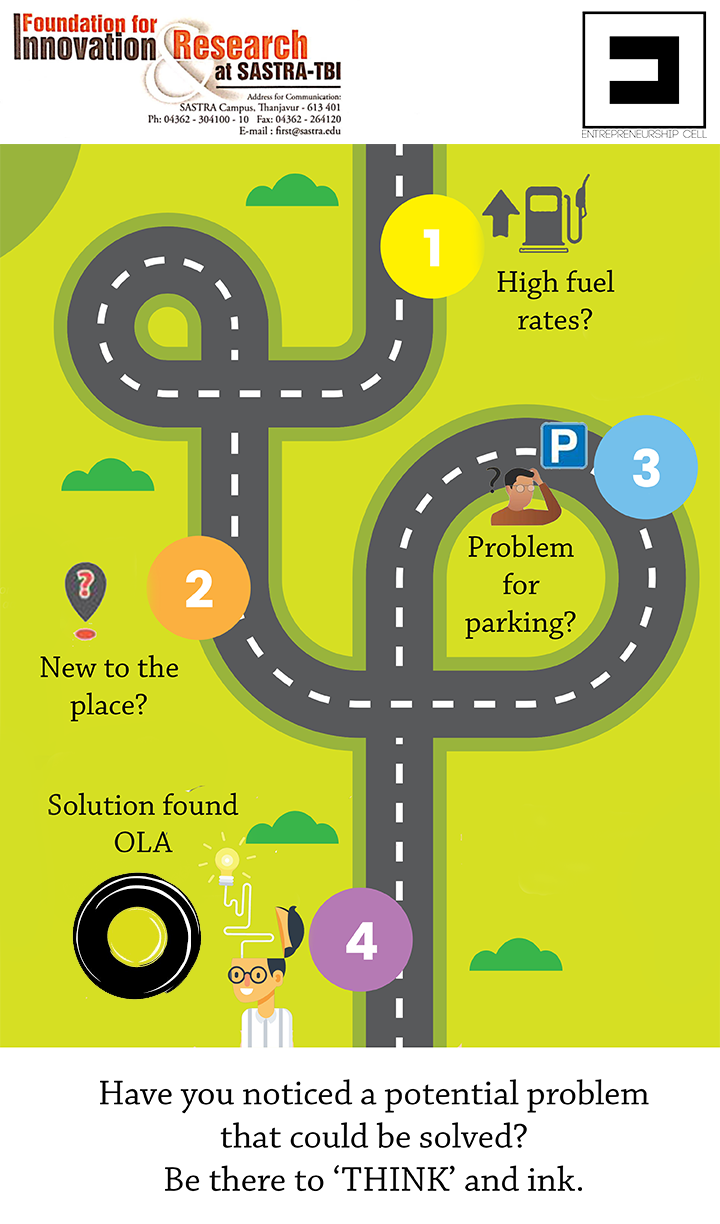 Foundation for
Innovation & Research
at SASTRA-TBI
Address for Communication:
SASTRA Campus, Thanjavur - 613 401
Ph: 04362 - 304100 - 10 Fax: 04362 - 264120
E-mail : first@sastra.edu
ENTREPRENEURSHIP CELL
1
High fuel
rates?
P
3
?
Problem
for
parking?
?
2
New to the
place?
Solution found
OLA
4
Have you noticed a potential problem
that could be solved?
Be there to ‘THINK’ and ink.